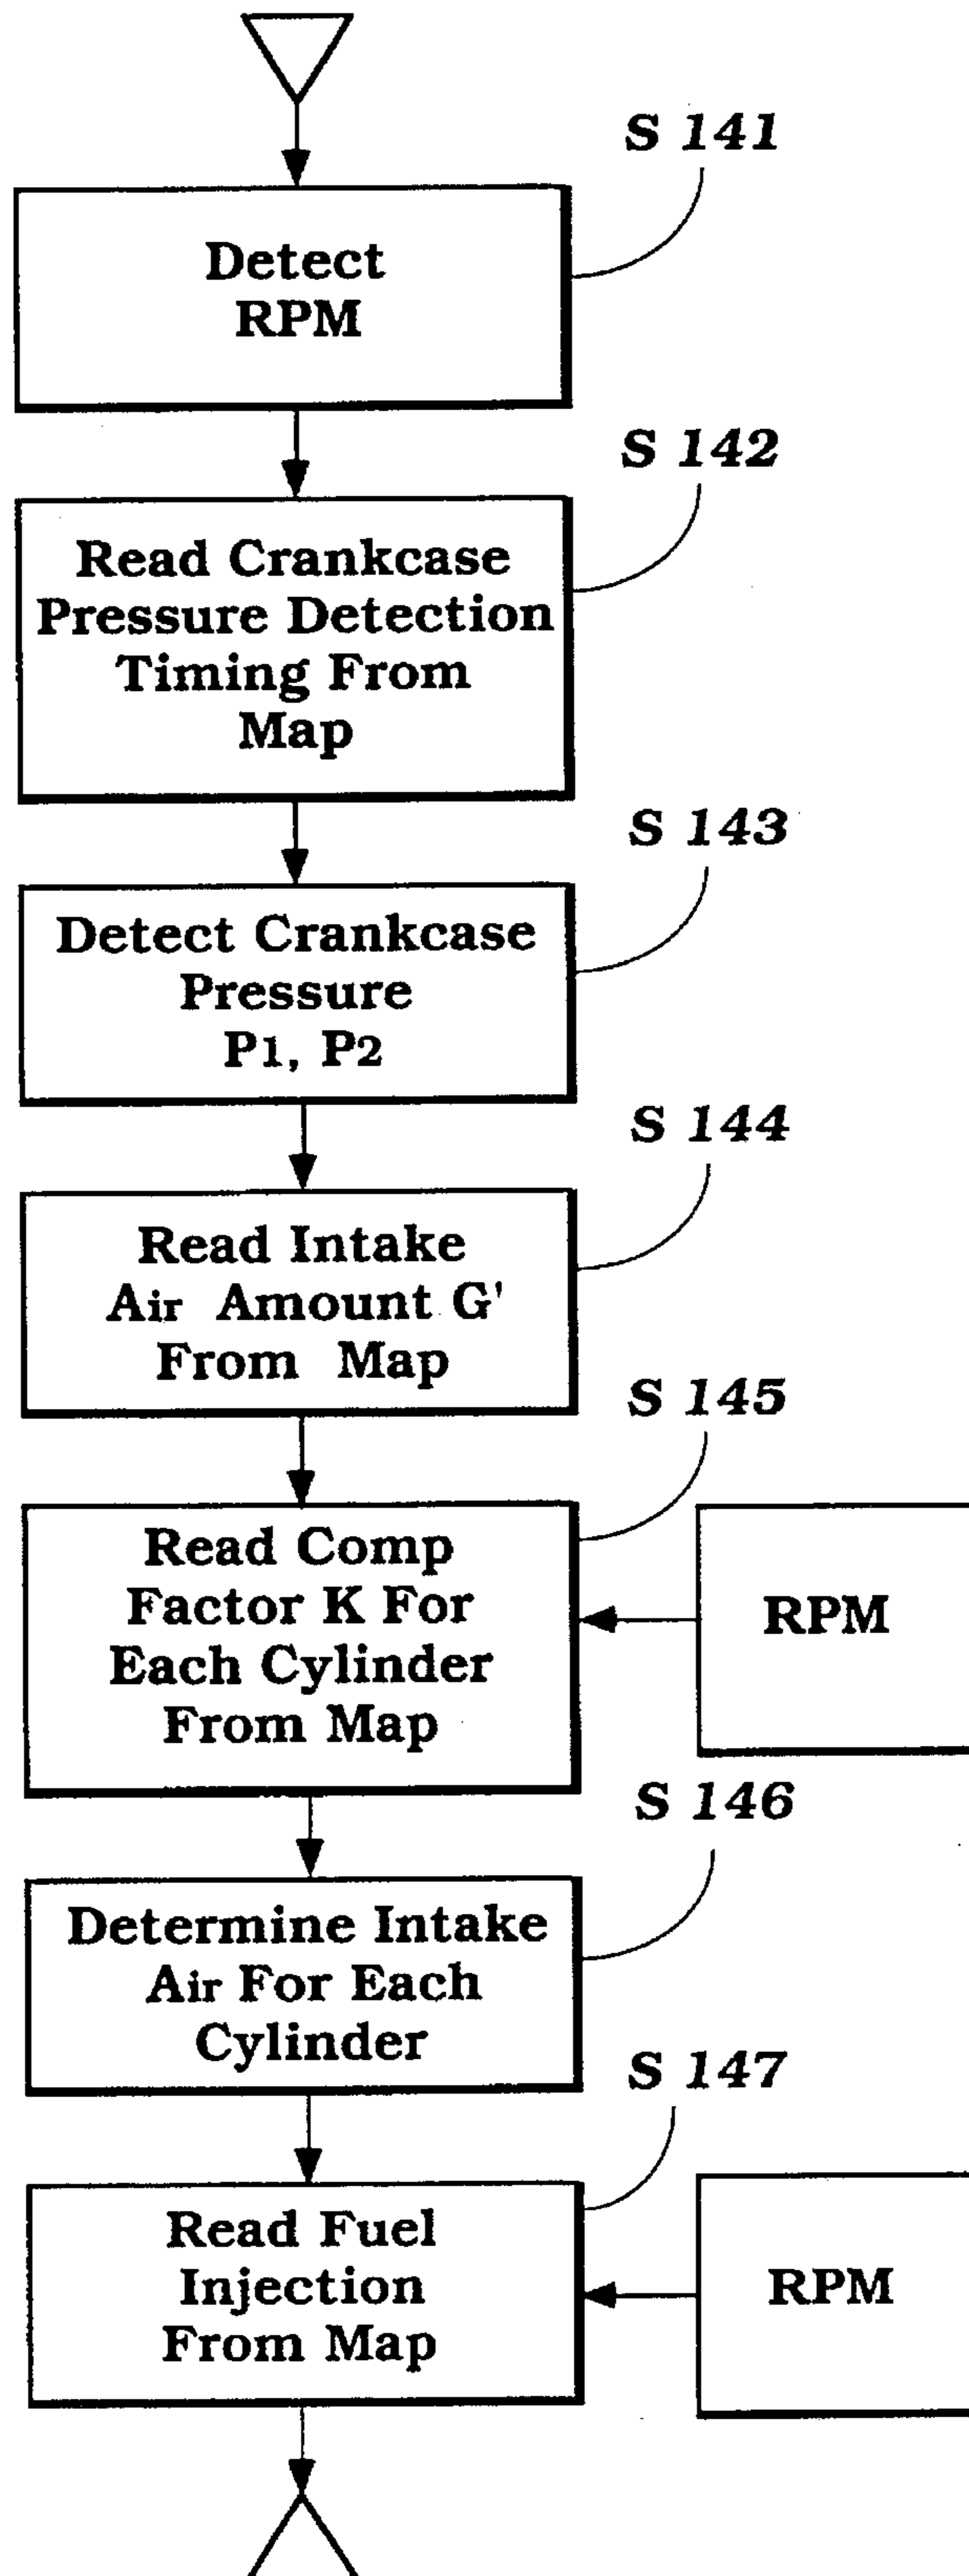 S 141
Detect
RPM
S 142
Read Crankcase
Pressure Detection
Timing From
Map
S 143
Detect Crankcase
Pressure
P1, P2
S 144
Read Intake
Air Amount G'
From Map
S 145
Read Comp
Factor K For
Each Cylinder
From Map
RPM
S 146
Determine Intake
Air For Each
Cylinder
S 147
Read Fuel
Injection
From Map
RPM